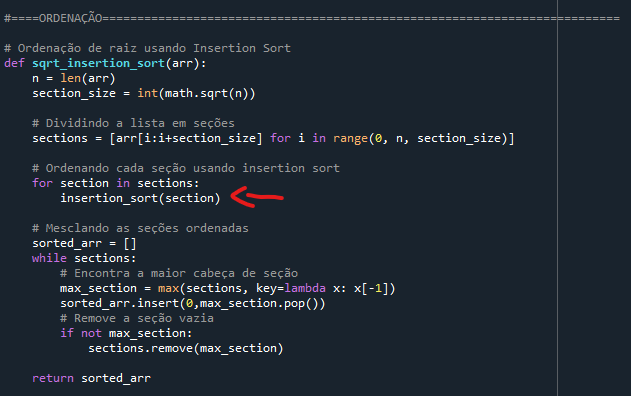 #====ORDENAÇÃO==========================================================================
# Ordenação de raiz usando Insertion Sort
def sqrt_insertion_sort(arr):
    n = len(arr)
    section_size = int(math.sqrt(n))
    # Dividindo a lista em seções
    sections = [arr[i:i+section_size] for i in range(0, n, section_size)]
    # Ordenando cada seção usando insertion sort
    for section in sections:
        insertion_sort(section)
    # Mesclando as seções ordenadas
    sorted_arr = []
    while sections:
        # Encontra a maior cabeça de seção
        max_section = max(sections, key=lambda x: x[-1])
        sorted_arr.insert(0,max_section.pop())
        # Remove a seção vazia
        if not max_section:
            sections.remove(max_section)
    return sorted_arr